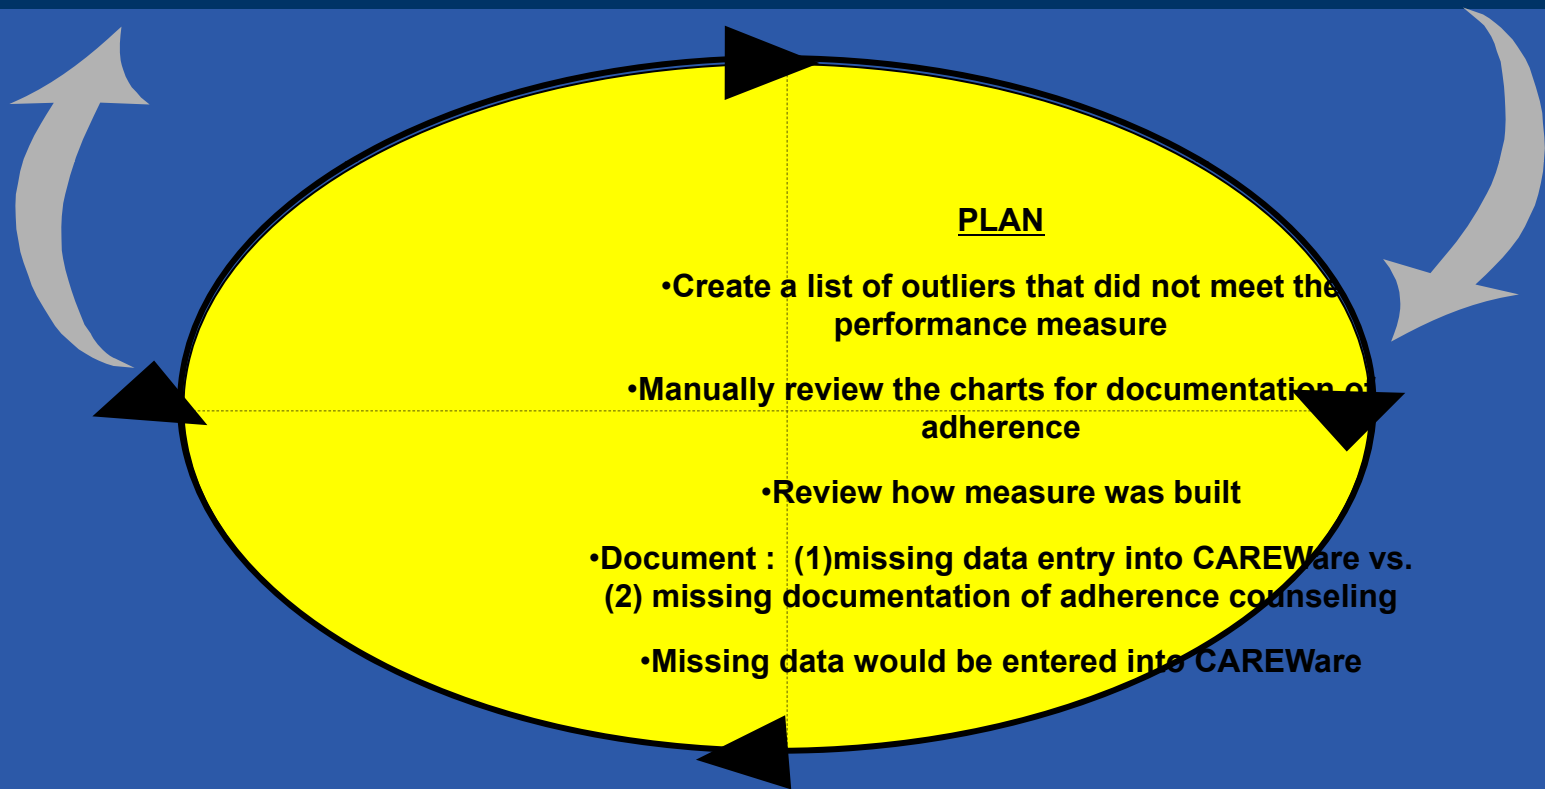 PLAN
•Create a list of outliers that did not meet the
performance measure
•Manually review the charts for documentation of
adherence
•Review how measure was built
•Document :  (1)missing data entry into CAREWare vs.
(2) missing documentation of adherence counseling
•Missing data would be entered into CAREWare